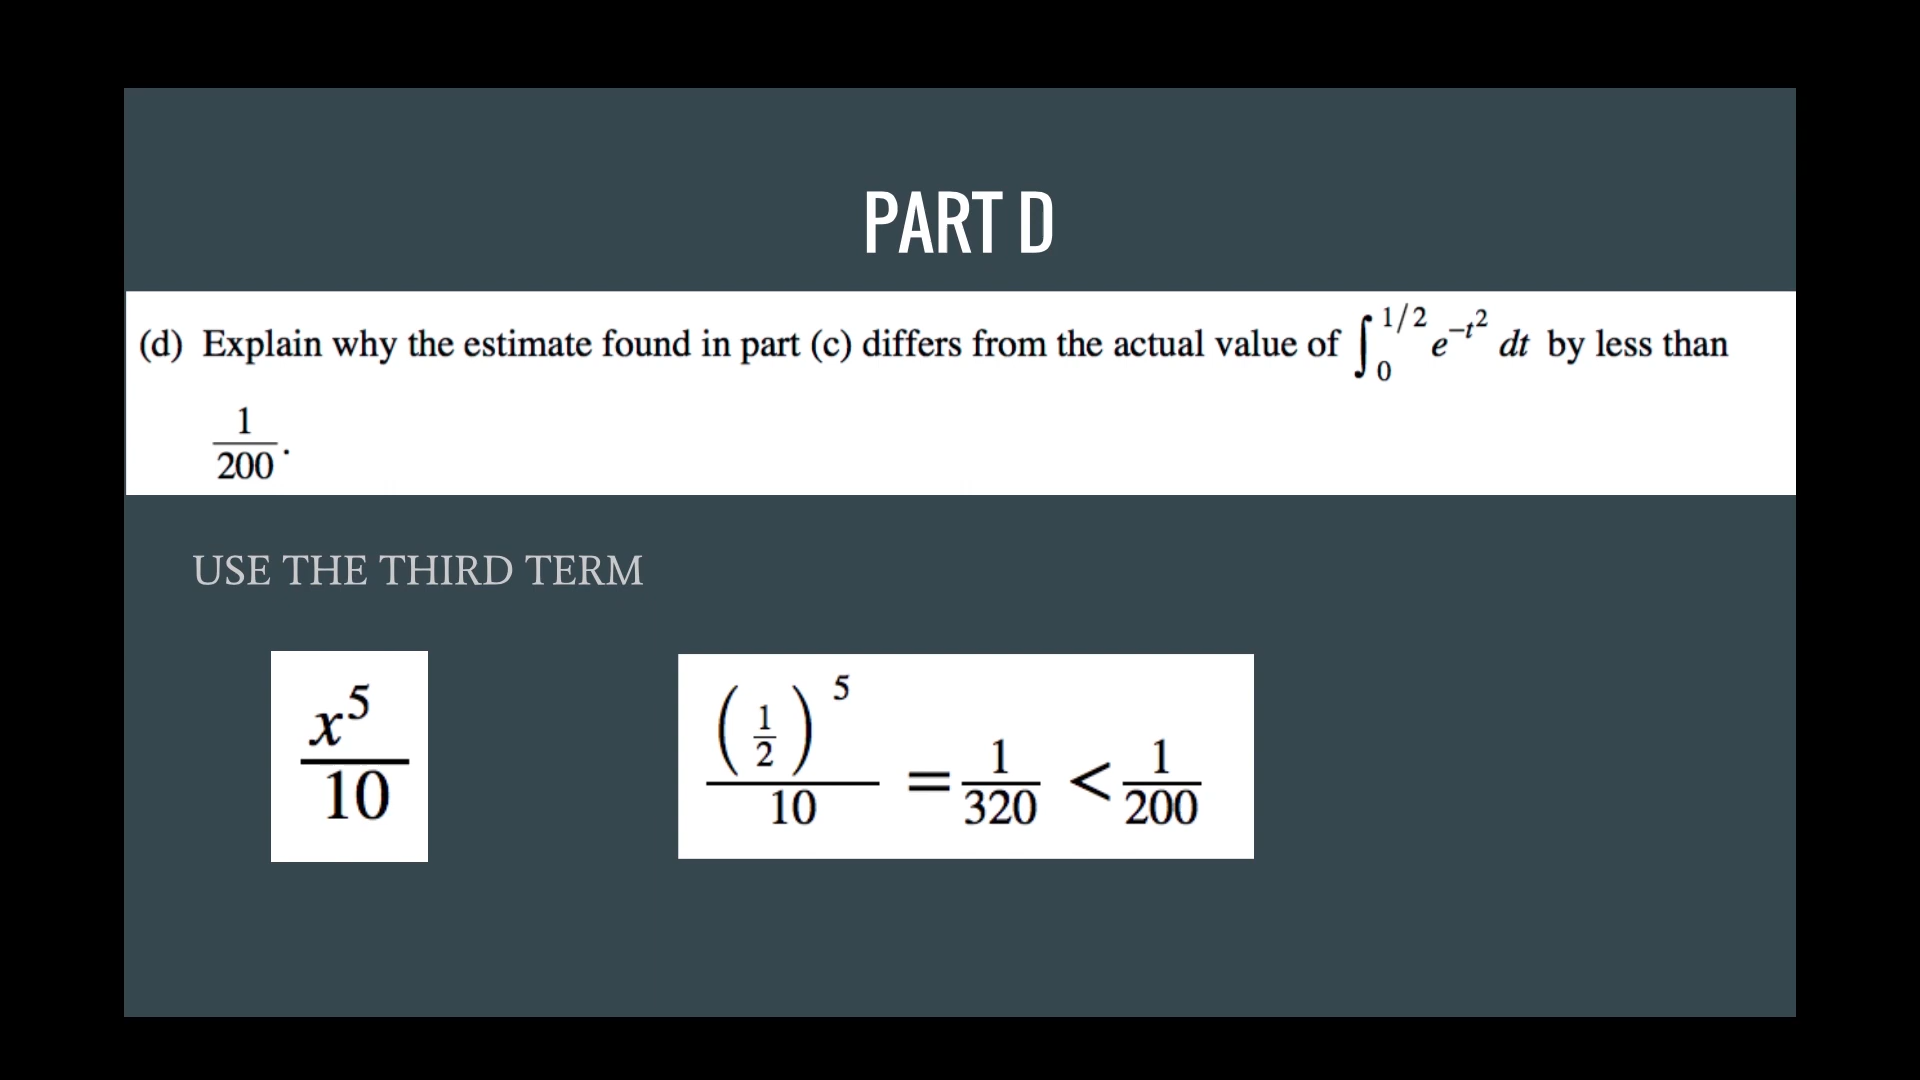 PART D
(d) Explain why the estimate found in part (c) differs from the actual value of ∫₀^{1/2} e^{−t²} dt by less than
1/200.
USE THE THIRD TERM
x⁵/10
(1/2)⁵/10 = 1/320 < 1/200